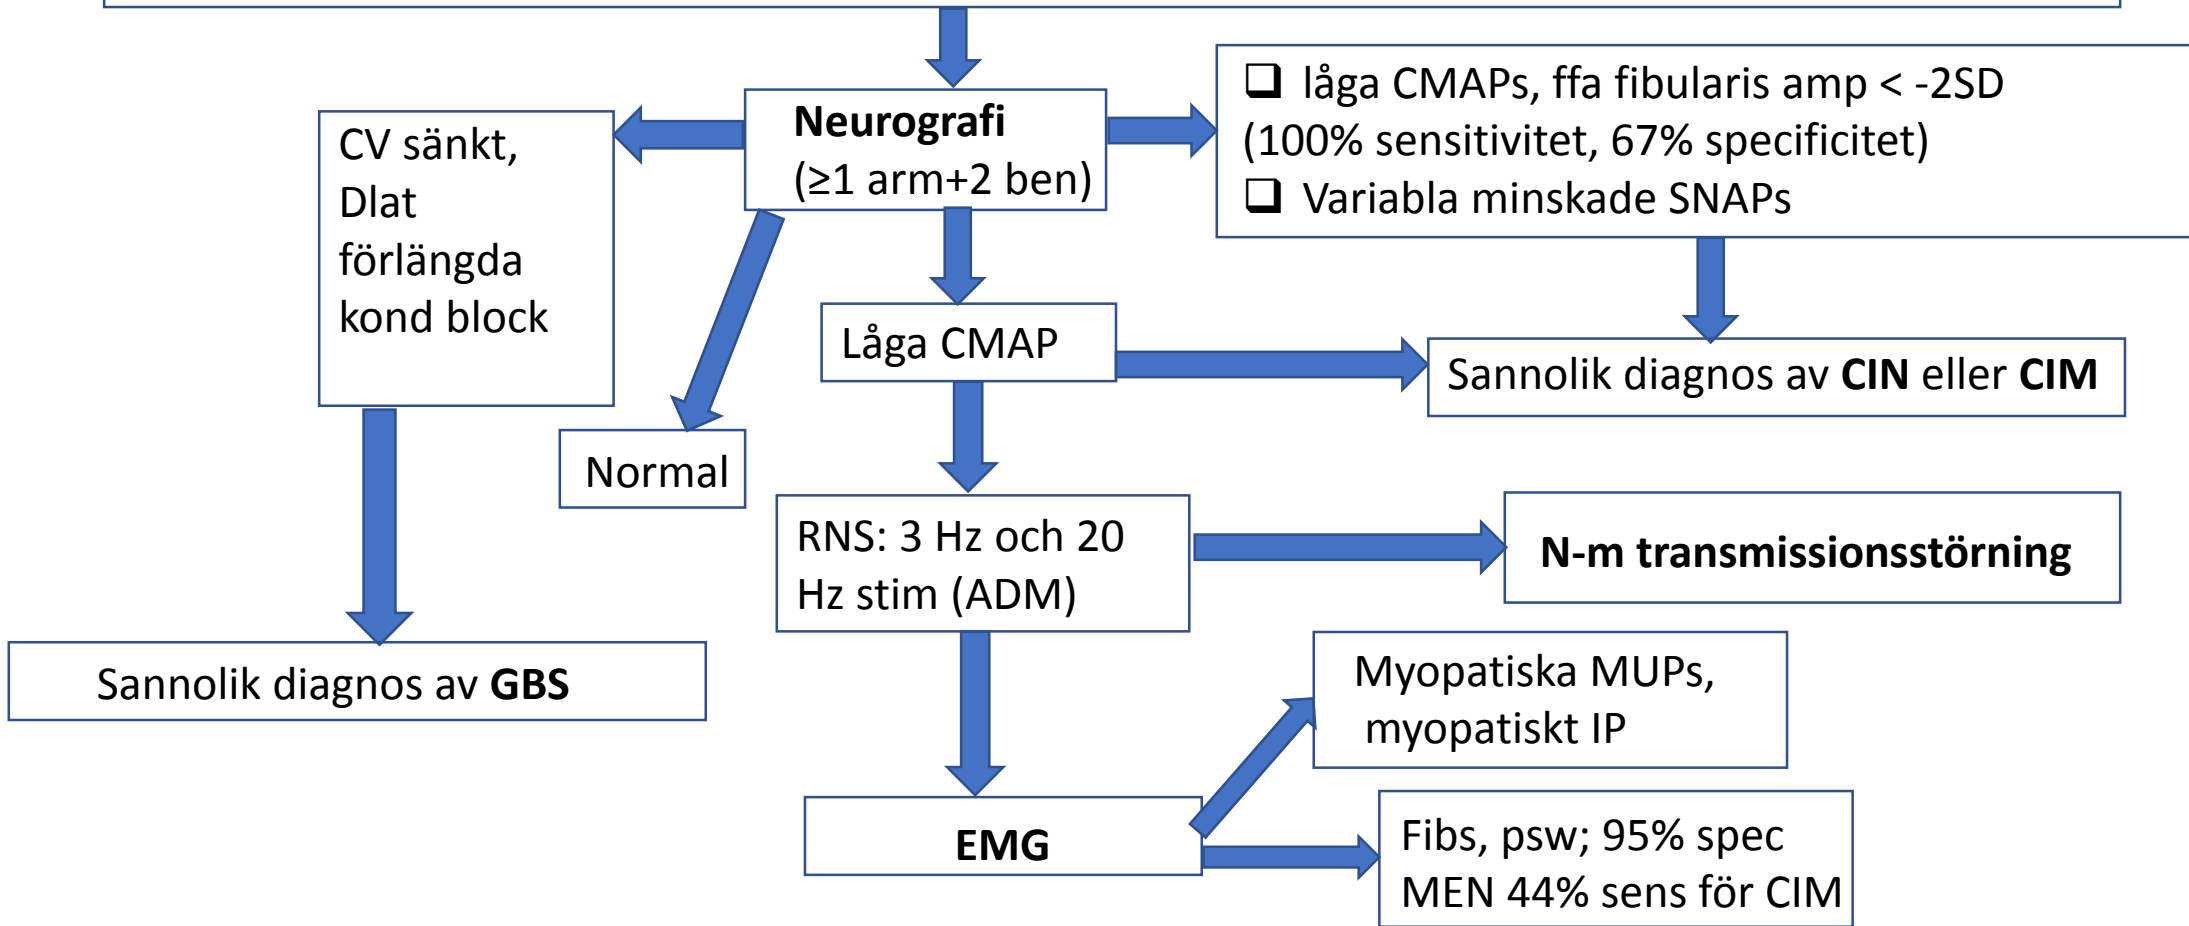 ❑ låga CMAPs, ffa fibularis amp < -2SD
(100% sensitivitet, 67% specificitet)
❑ Variabla minskade SNAPs
Neurografi
(≥1 arm+2 ben)
CV sänkt,
Dlat
förlängda
kond block
Låga CMAP
Sannolik diagnos av CIN eller CIM
Normal
RNS: 3 Hz och 20
Hz stim (ADM)
N-m transmissionsstörning
Sannolik diagnos av GBS
Myopatiska MUPs,
myopatiskt IP
EMG
Fibs, psw; 95% spec
MEN 44% sens för CIM